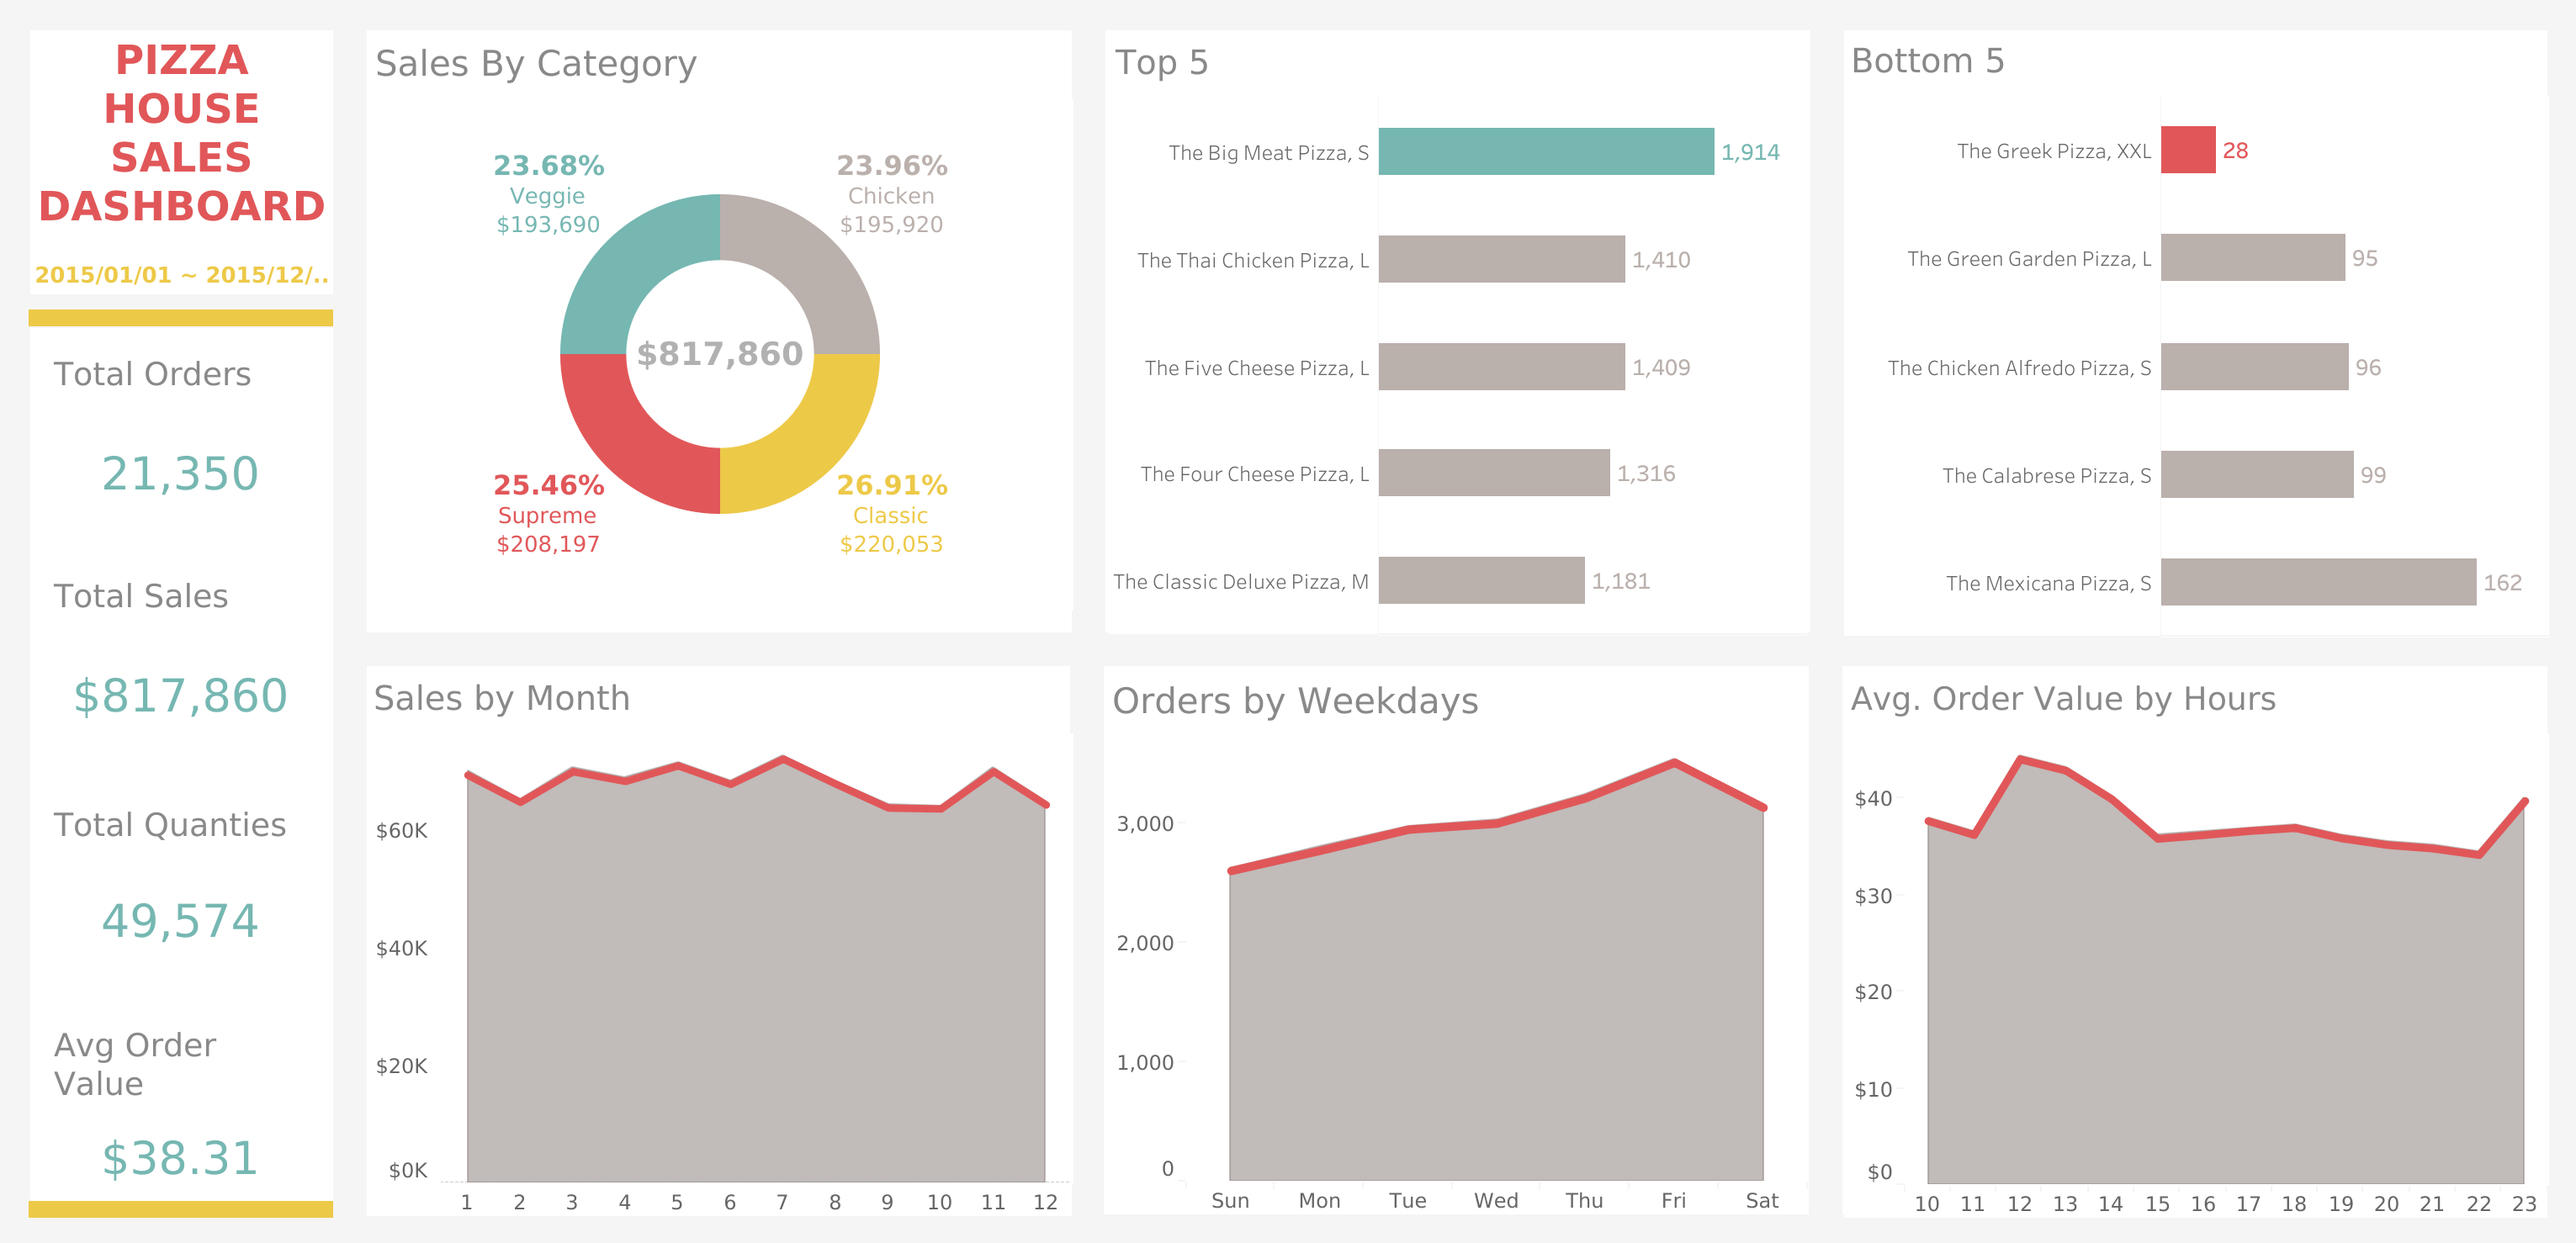 PIZZA
HOUSE
SALES
DASHBOARD
2015/01/01 ~ 2015/12/..
Total Orders
21,350
Total Sales
$817,860
Total Quanties
49,574
Avg Order
Value
$38.31
Sales By Category
23.68%
Veggie
$193,690
23.96%
Chicken
$195,920
$817,860
25.46%
Supreme
$208,197
26.91%
Classic
$220,053
Top 5
The Big Meat Pizza, S 1,914
The Thai Chicken Pizza, L 1,410
The Five Cheese Pizza, L 1,409
The Four Cheese Pizza, L 1,316
The Classic Deluxe Pizza, M 1,181
Bottom 5
The Greek Pizza, XXL 28
The Green Garden Pizza, L 95
The Chicken Alfredo Pizza, S 96
The Calabrese Pizza, S 99
The Mexicana Pizza, S 162
Sales by Month
$60K
$40K
$20K
$0K
1 2 3 4 5 6 7 8 9 10 11 12
Orders by Weekdays
3,000
2,000
1,000
0
Sun Mon Tue Wed Thu Fri Sat
Avg. Order Value by Hours
$40
$30
$20
$10
$0
10 11 12 13 14 15 16 17 18 19 20 21 22 23